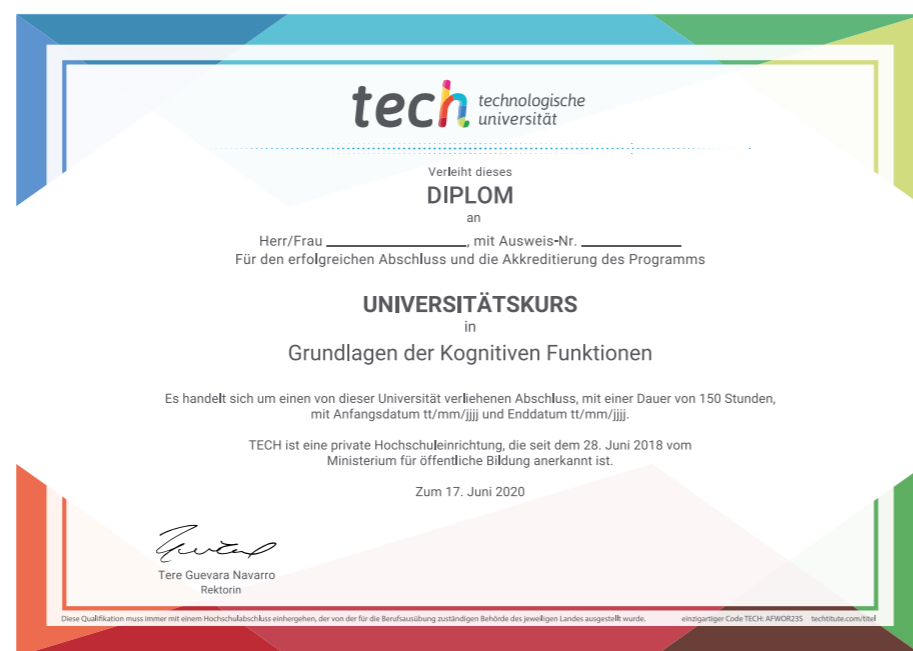 tech technologische
universität
Verleiht dieses
DIPLOM
an
Herr/Frau ____________________, mit Ausweis-Nr. ______________
Für den erfolgreichen Abschluss und die Akkreditierung des Programms
UNIVERSITÄTSKURS
in
Grundlagen der Kognitiven Funktionen
Es handelt sich um einen von dieser Universität verliehenen Abschluss, mit einer Dauer von 150 Stunden,
mit Anfangsdatum tt/mm/jjjj und Enddatum tt/mm/jjjj.
TECH ist eine private Hochschuleinrichtung, die seit dem 28. Juni 2018 vom
Ministerium für öffentliche Bildung anerkannt ist.
Zum 17. Juni 2020
Tere Guevara Navarro
Rektorin
Diese Qualifikation muss immer mit einem Hochschulabschluss einhergehen, der von der für die Berufsausübung zuständigen Behörde des jeweiligen Landes ausgestellt wurde. einzigartiger Code TECH: AFWOR23S techtitute.com/titel